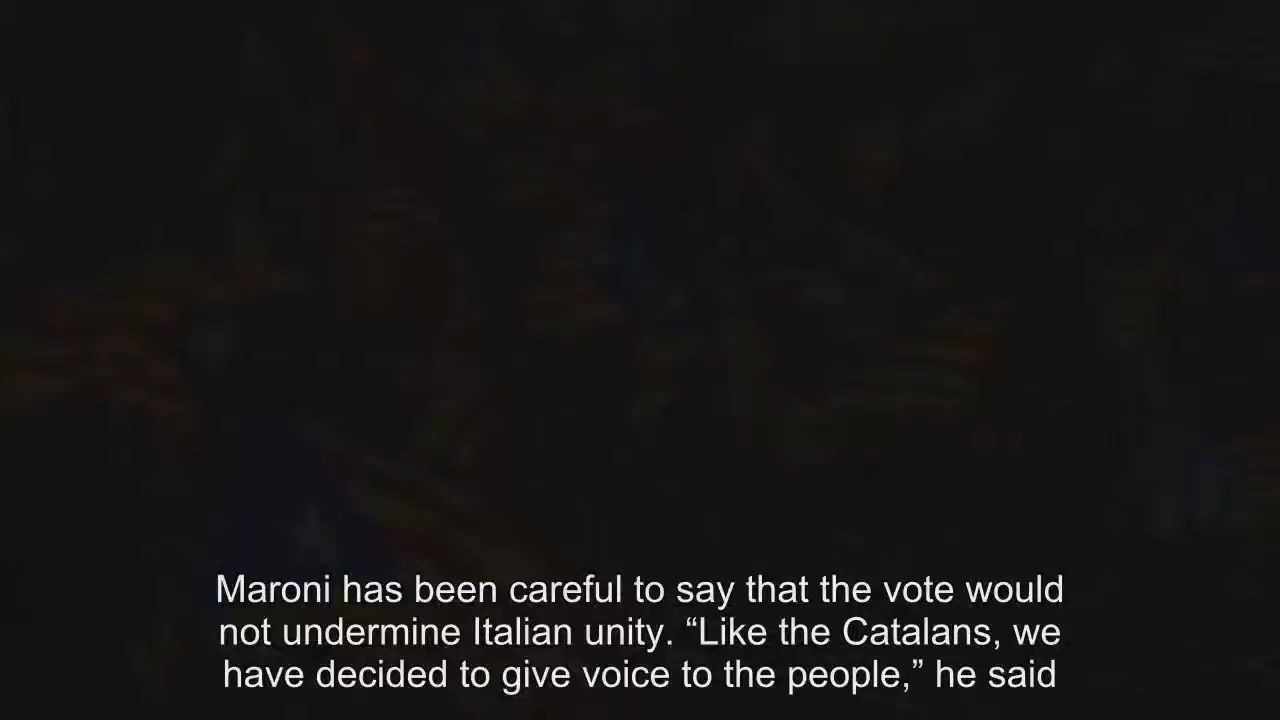 Maroni has been careful to say that the vote would
not undermine Italian unity. “Like the Catalans, we
have decided to give voice to the people,” he said